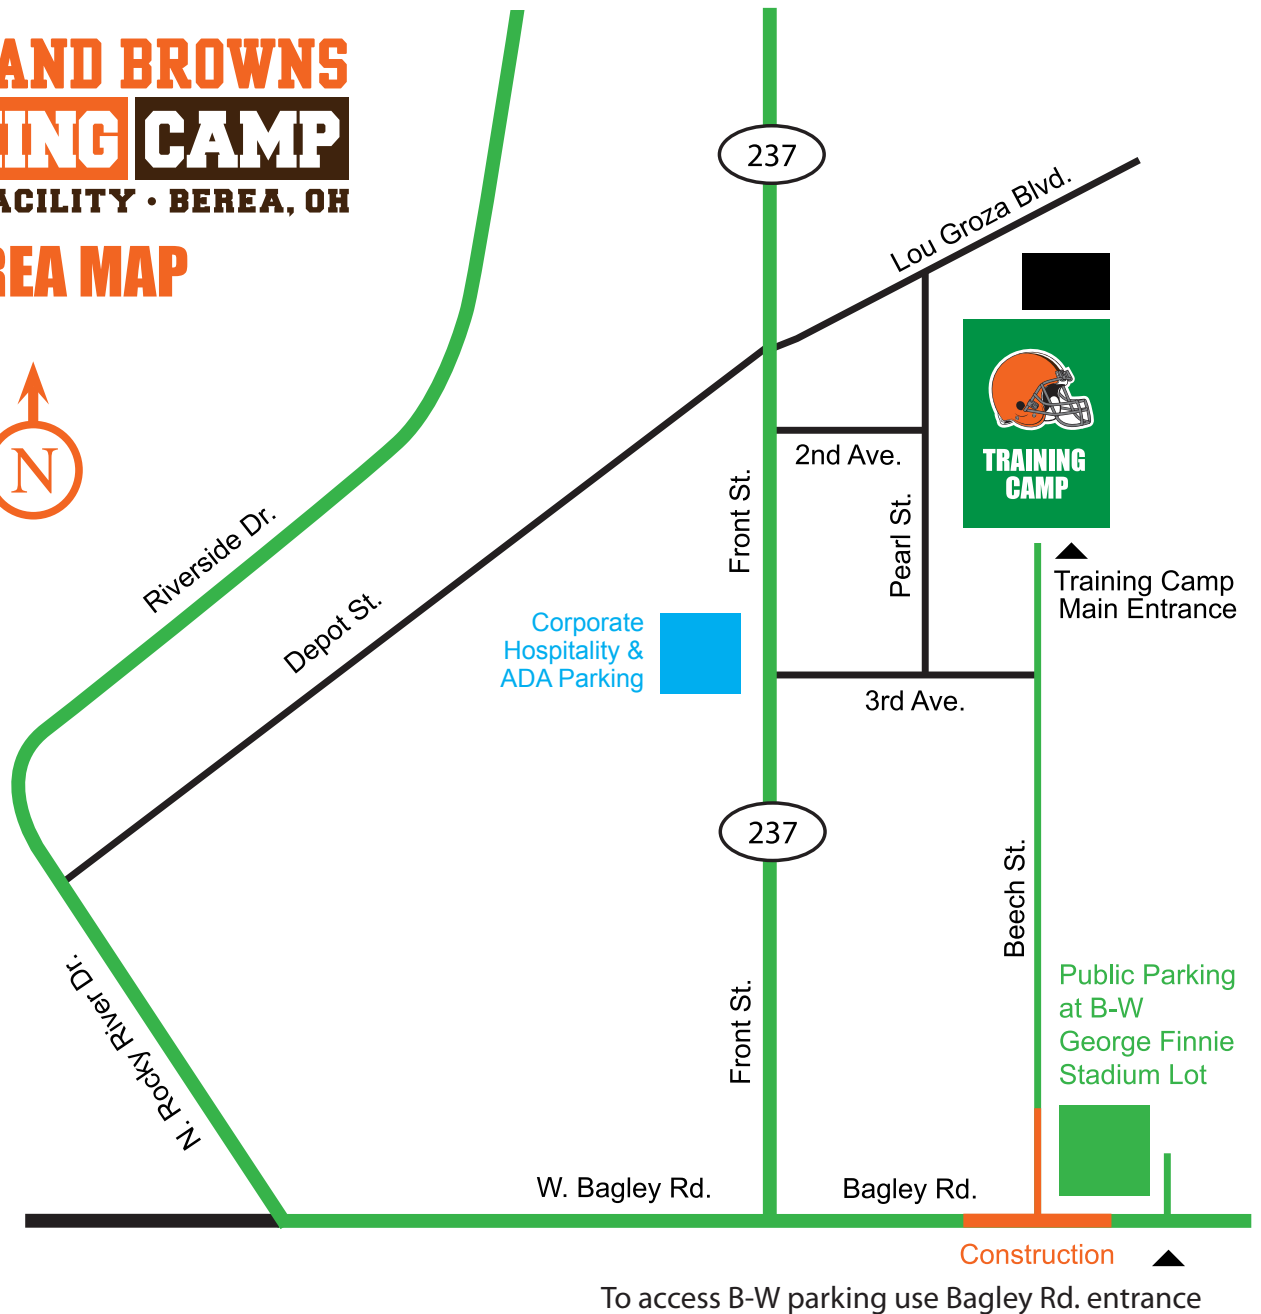 AND BROWNS
ING CAMP
ACILITY • BEREA, OH
REA MAP
N
237
Lou Groza Blvd.
TRAINING
CAMP
2nd Ave.
Front St.
Pearl St.
Riverside Dr.
Depot St.
Training Camp
Main Entrance
Corporate
Hospitality &
ADA Parking
3rd Ave.
237
Beech St.
N. Rocky River Dr.
Front St.
Public Parking
at B-W
George Finnie
Stadium Lot
W. Bagley Rd.
Bagley Rd.
Construction
To access B-W parking use Bagley Rd. entrance